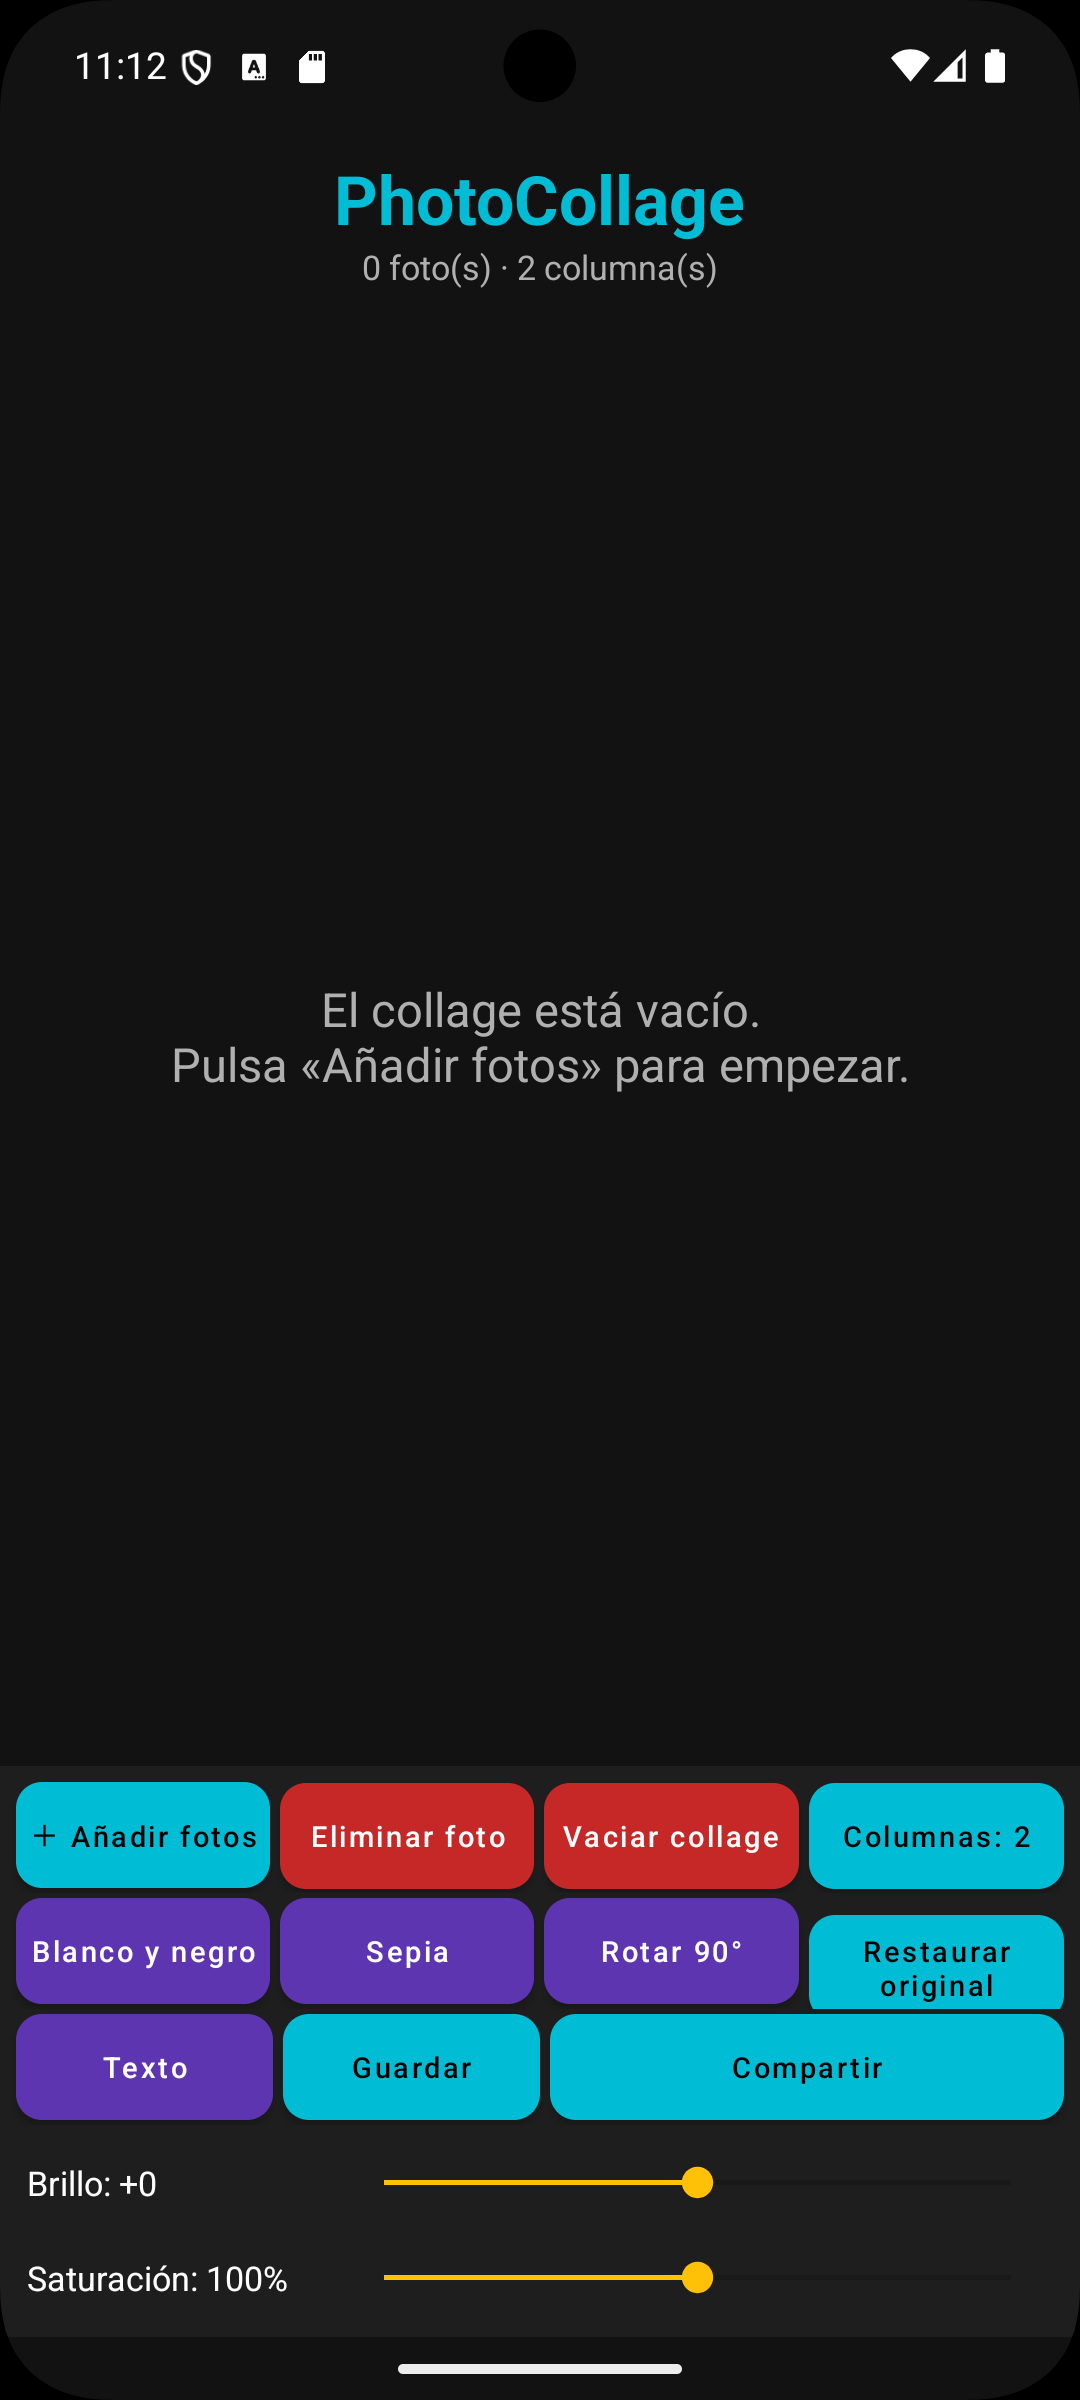 11:12
PhotoCollage
0 foto(s) · 2 columna(s)
El collage está vacío.
Pulsa «Añadir fotos» para empezar.
+ Añadir fotos
Eliminar foto
Vaciar collage
Columnas: 2
Blanco y negro
Sepia
Rotar 90°
Restaurar
original
Texto
Guardar
Compartir
Brillo: +0
Saturación: 100%